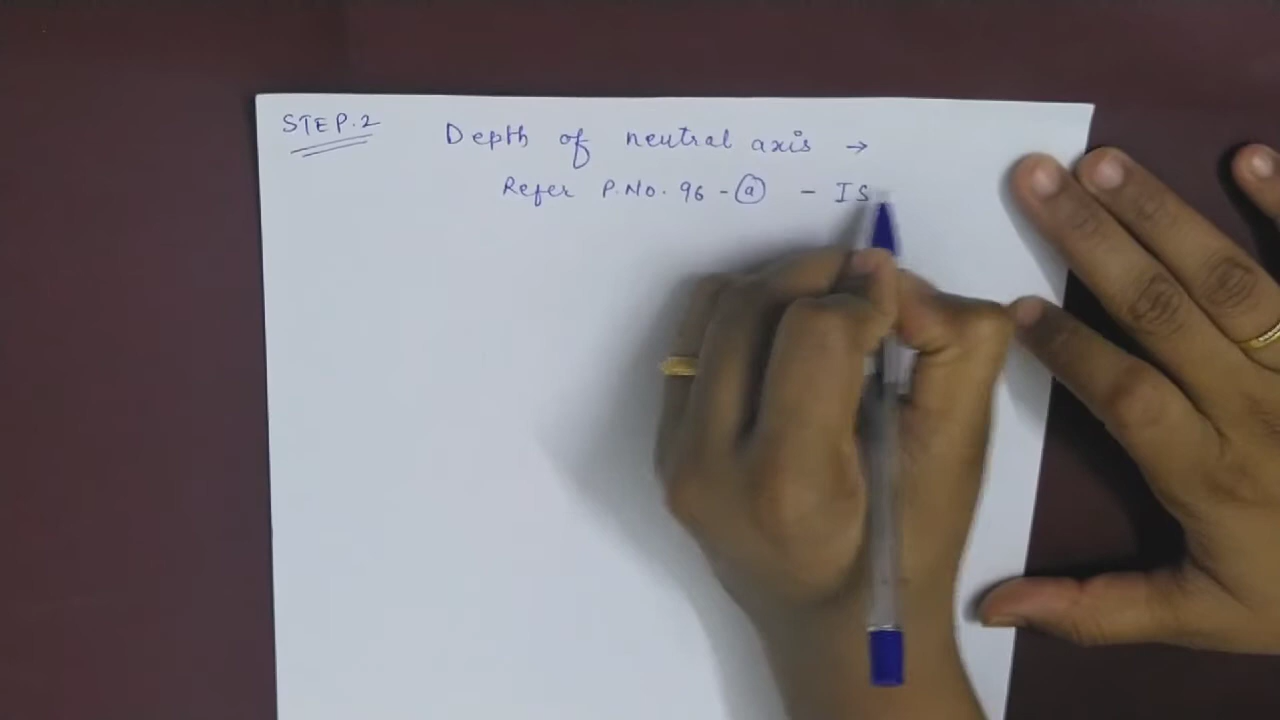 STEP.2 Depth of neutral axis →
Refer P.No. 96 - ⓐ - IS